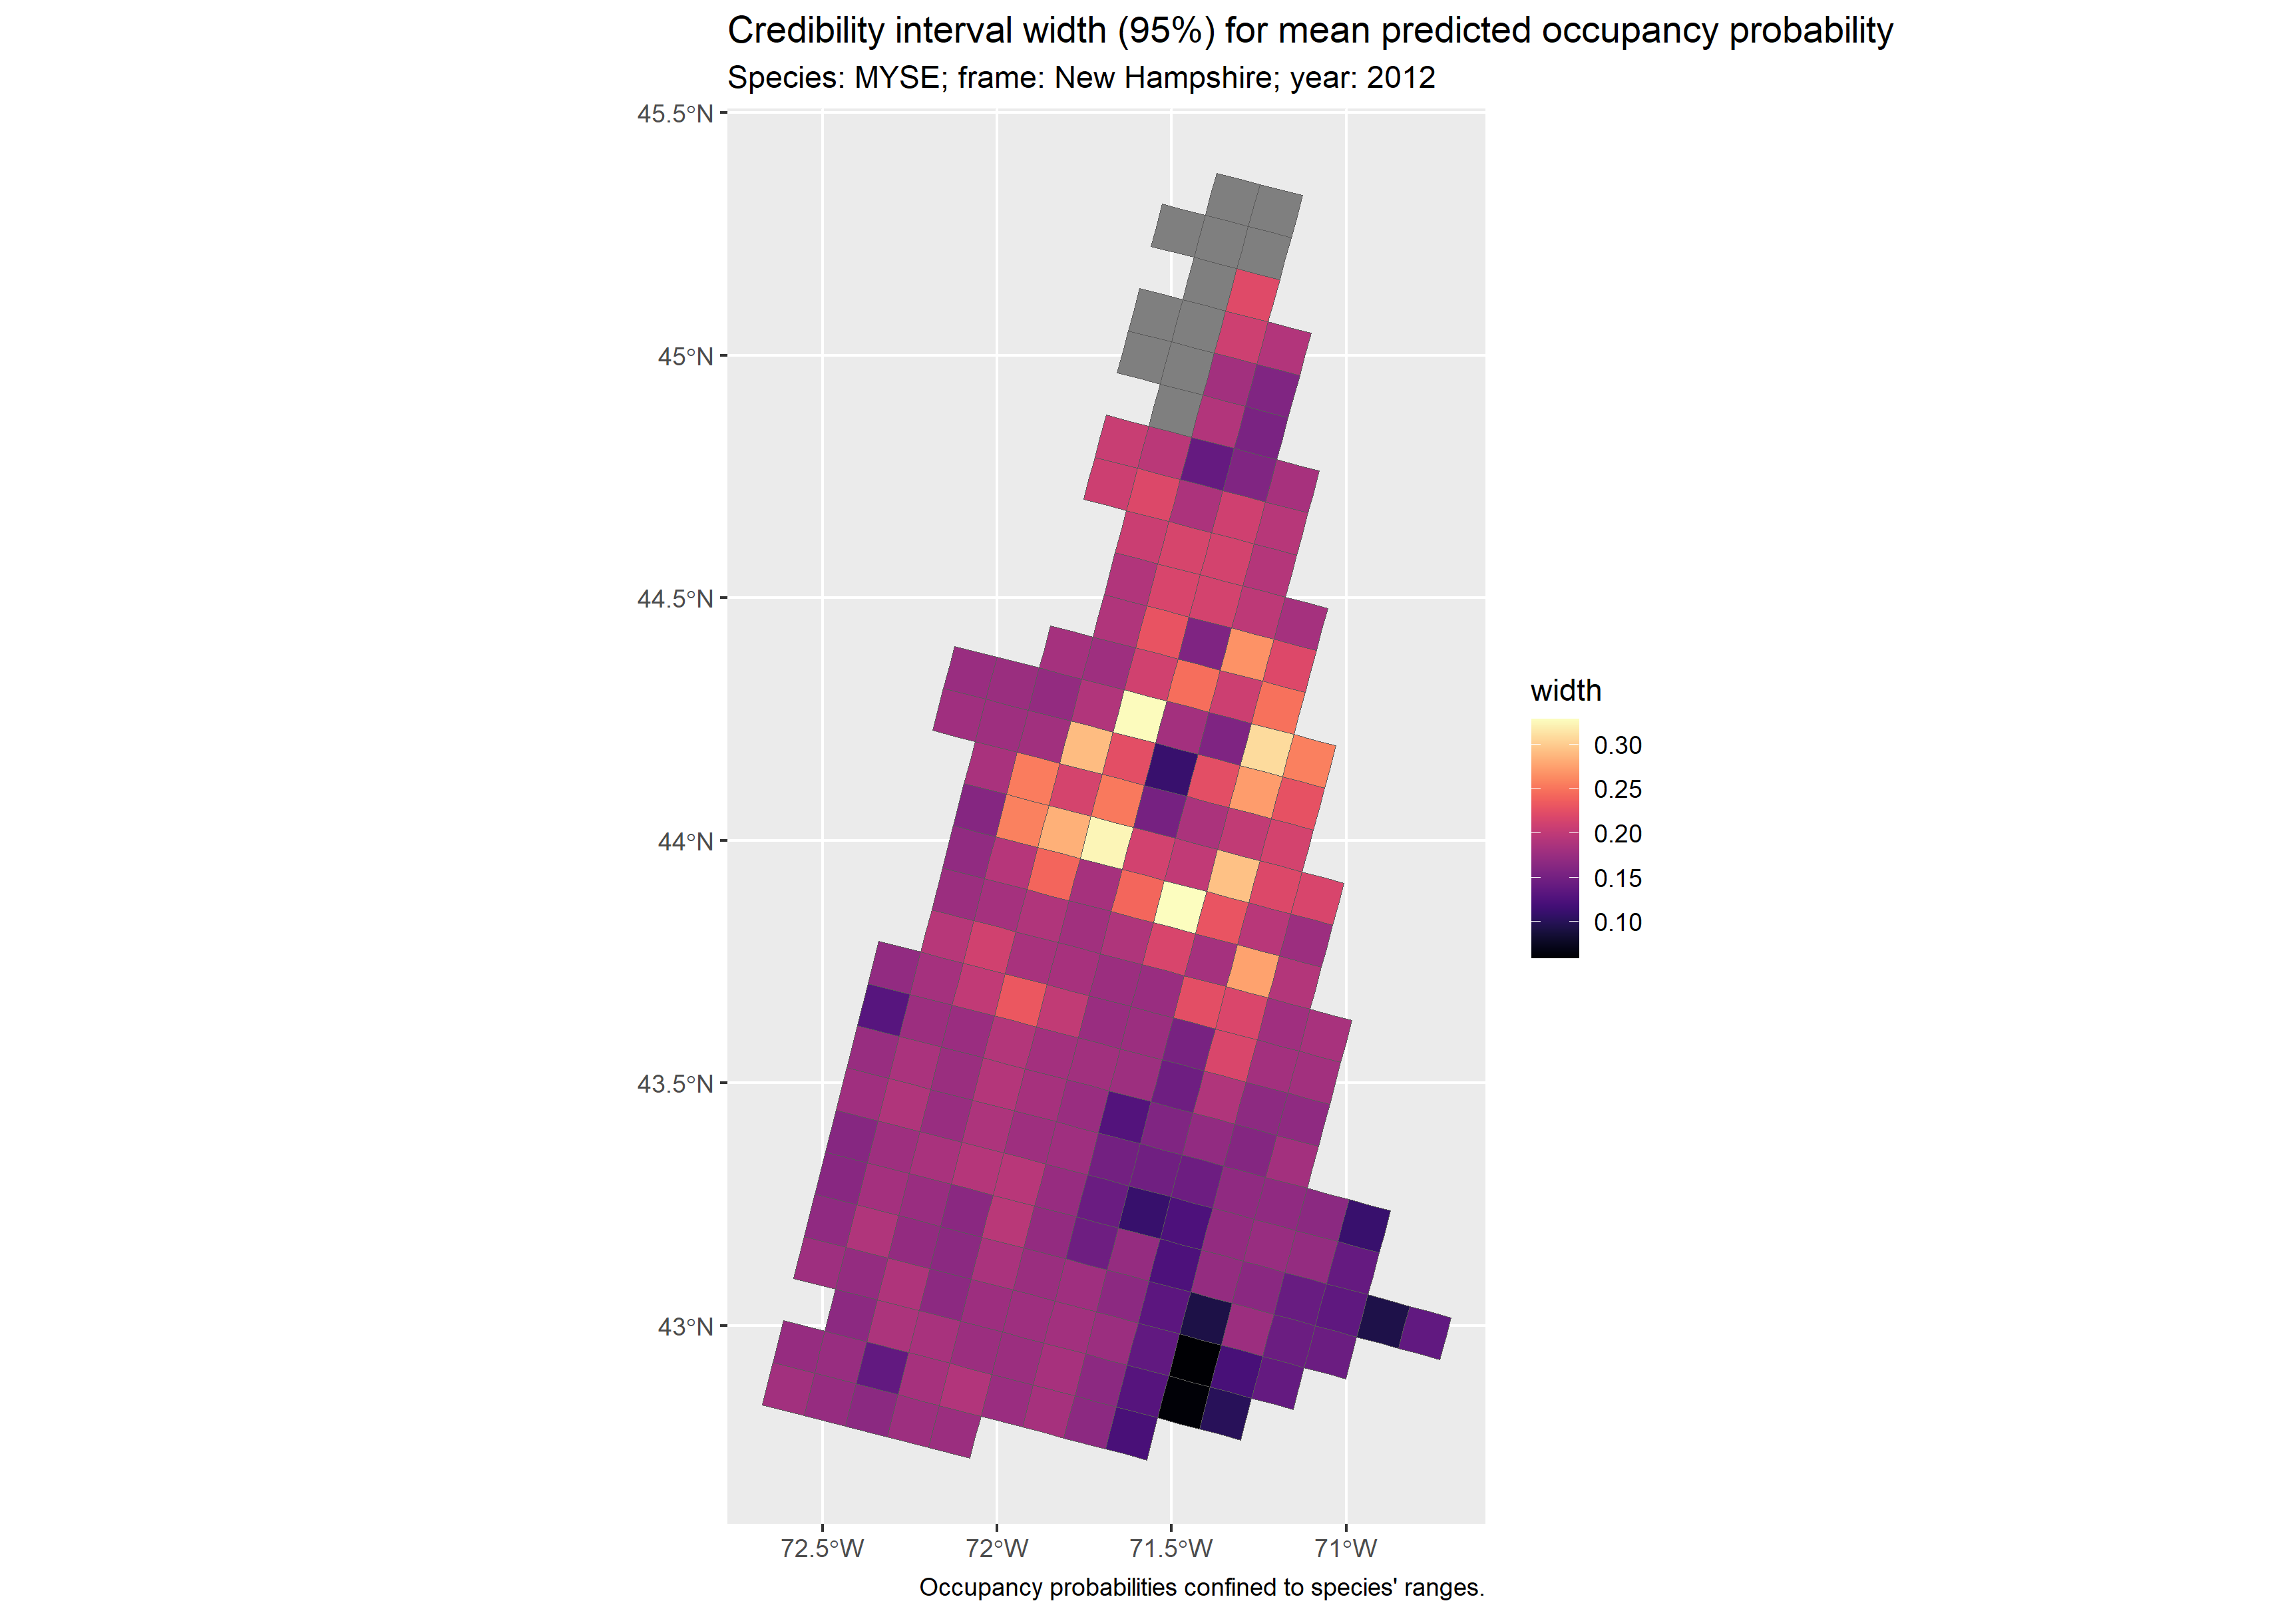 Credibility interval width (95%) for mean predicted occupancy probability
Species: MYSE; frame: New Hampshire; year: 2012
45.5°N
45°N
44.5°N
44°N
43.5°N
43°N
72.5°W
72°W
71.5°W
71°W
width
0.30
0.25
0.20
0.15
0.10
Occupancy probabilities confined to species' ranges.